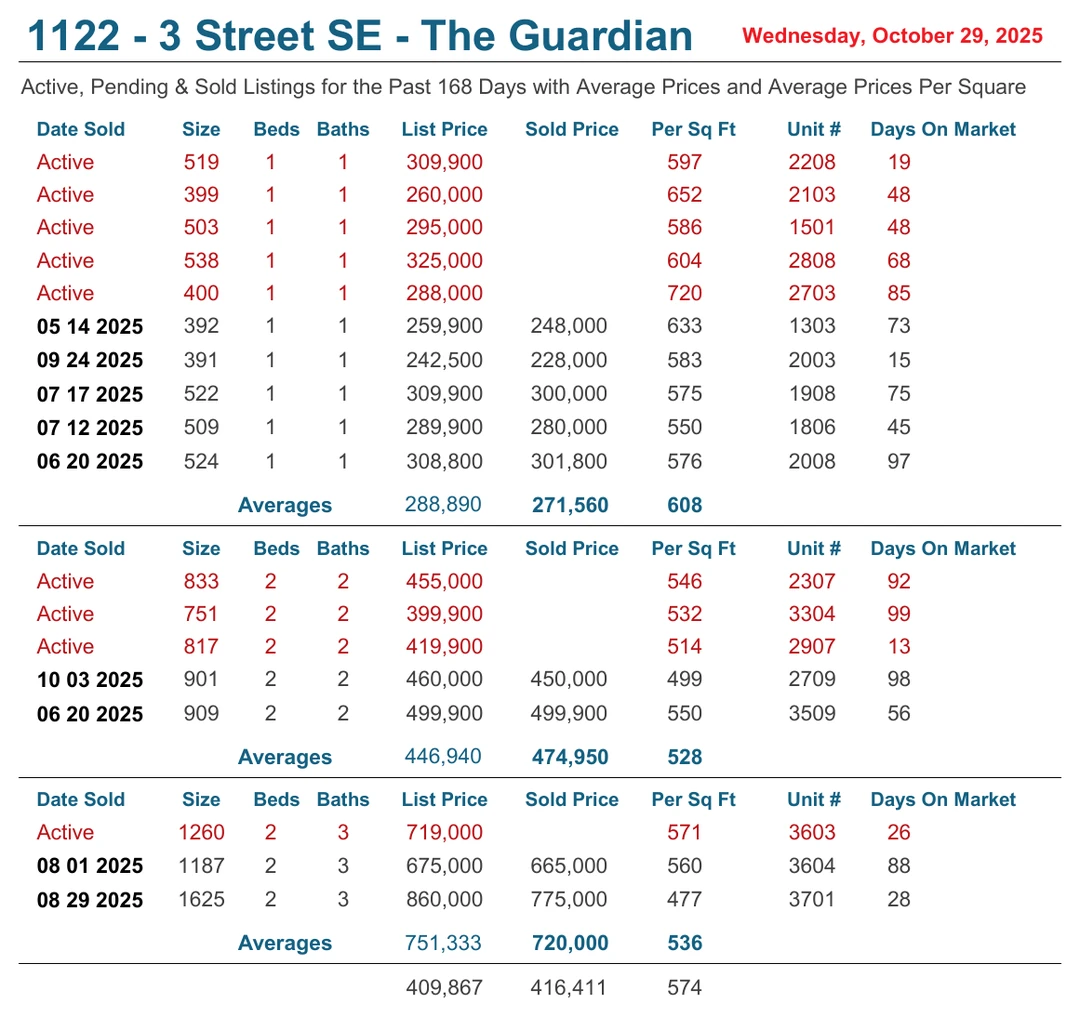 1122 - 3 Street SE - The Guardian Wednesday, October 29, 2025
Active, Pending & Sold Listings for the Past 168 Days with Average Prices and Average Prices Per Square
Date Sold Size Beds Baths List Price Sold Price Per Sq Ft Unit # Days On Market
Active 519 1 1 309,900 597 2208 19
Active 399 1 1 260,000 652 2103 48
Active 503 1 1 295,000 586 1501 48
Active 538 1 1 325,000 604 2808 68
Active 400 1 1 288,000 720 2703 85
05 14 2025 392 1 1 259,900 248,000 633 1303 73
09 24 2025 391 1 1 242,500 228,000 583 2003 15
07 17 2025 522 1 1 309,900 300,000 575 1908 75
07 12 2025 509 1 1 289,900 280,000 550 1806 45
06 20 2025 524 1 1 308,800 301,800 576 2008 97
Averages 288,890 271,560 608
Date Sold Size Beds Baths List Price Sold Price Per Sq Ft Unit # Days On Market
Active 833 2 2 455,000 546 2307 92
Active 751 2 2 399,900 532 3304 99
Active 817 2 2 419,900 514 2907 13
10 03 2025 901 2 2 460,000 450,000 499 2709 98
06 20 2025 909 2 2 499,900 499,900 550 3509 56
Averages 446,940 474,950 528
Date Sold Size Beds Baths List Price Sold Price Per Sq Ft Unit # Days On Market
Active 1260 2 3 719,000 571 3603 26
08 01 2025 1187 2 3 675,000 665,000 560 3604 88
08 29 2025 1625 2 3 860,000 775,000 477 3701 28
Averages 751,333 720,000 536
409,867 416,411 574